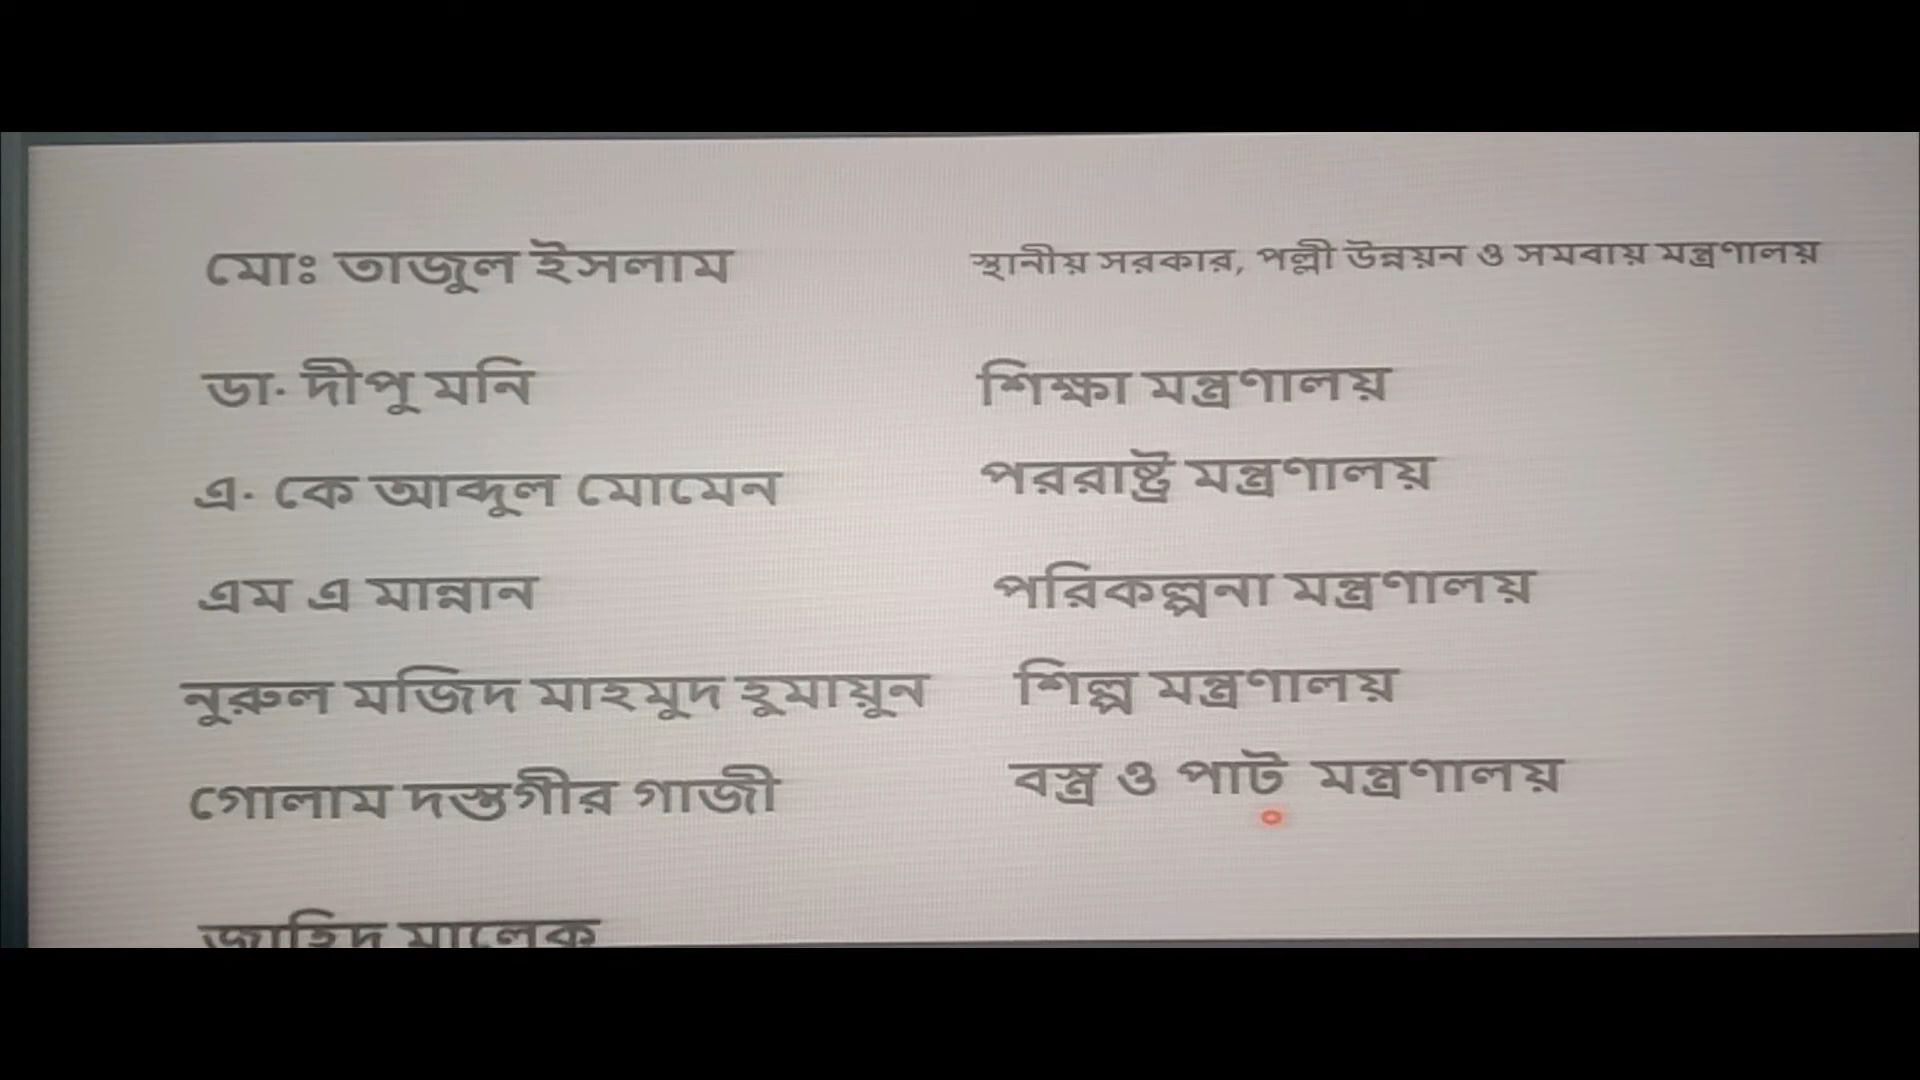 মোঃ তাজুল ইসলাম স্থানীয় সরকার, পল্লী উন্নয়ন ও সমবায় মন্ত্রণালয়
ডা. দীপু মনি শিক্ষা মন্ত্রণালয়
এ. কে আব্দুল মোমেন পররাষ্ট্র মন্ত্রণালয়
এম এ মান্নান পরিকল্পনা মন্ত্রণালয়
নুরুল মজিদ মাহমুদ হুমায়ুন শিল্প মন্ত্রণালয়
গোলাম দস্তগীর গাজী বস্ত্র ও পাট মন্ত্রণালয়
জাহিদ মালেক